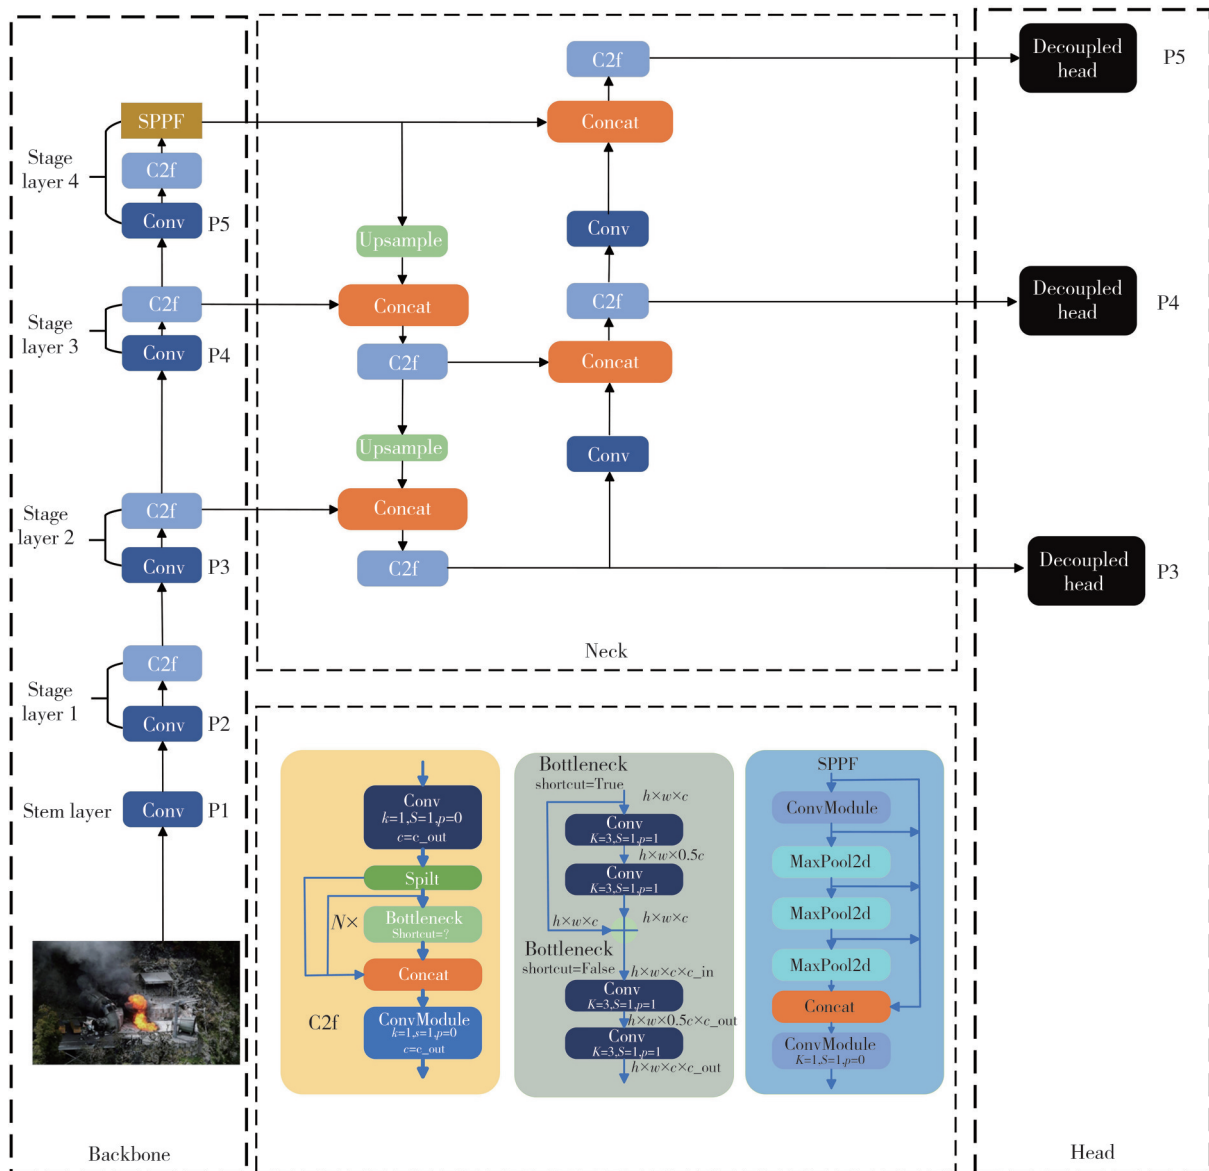 SPPF
Stage
layer 4
C2f
Conv
P5
Stage
layer 3
C2f
Conv
P4
Stage
layer 2
C2f
Conv
P3
Stage
layer 1
C2f
Conv
P2
Stem layer
Conv
P1
Backbone
C2f
Concat
Upsample
Conv
Concat
C2f
C2f
Concat
Upsample
Conv
Concat
C2f
Neck
Decoupled
head
P5
Decoupled
head
P4
Decoupled
head
P3
Head
Conv
k=1,S=1,p=0
c=c_out
Spilt
N×
Bottleneck
Shortcut=?
Concat
C2f
ConvModule
k=1,s=1,p=0
c=c_out
Bottleneck
shortcut=True
h×w×c
Conv
K=3,S=1,p=1
h×w×0.5c
Conv
K=3,S=1,p=1
h×w×c
h×w×c
Bottleneck
shortcut=False
h×w×c×c_in
Conv
K=3,S=1,p=1
h×w×0.5c×c_out
Conv
K=3,S=1,p=1
h×w×c×c_out
SPPF
ConvModule
MaxPool2d
MaxPool2d
MaxPool2d
Concat
ConvModule
K=1,S=1,p=0